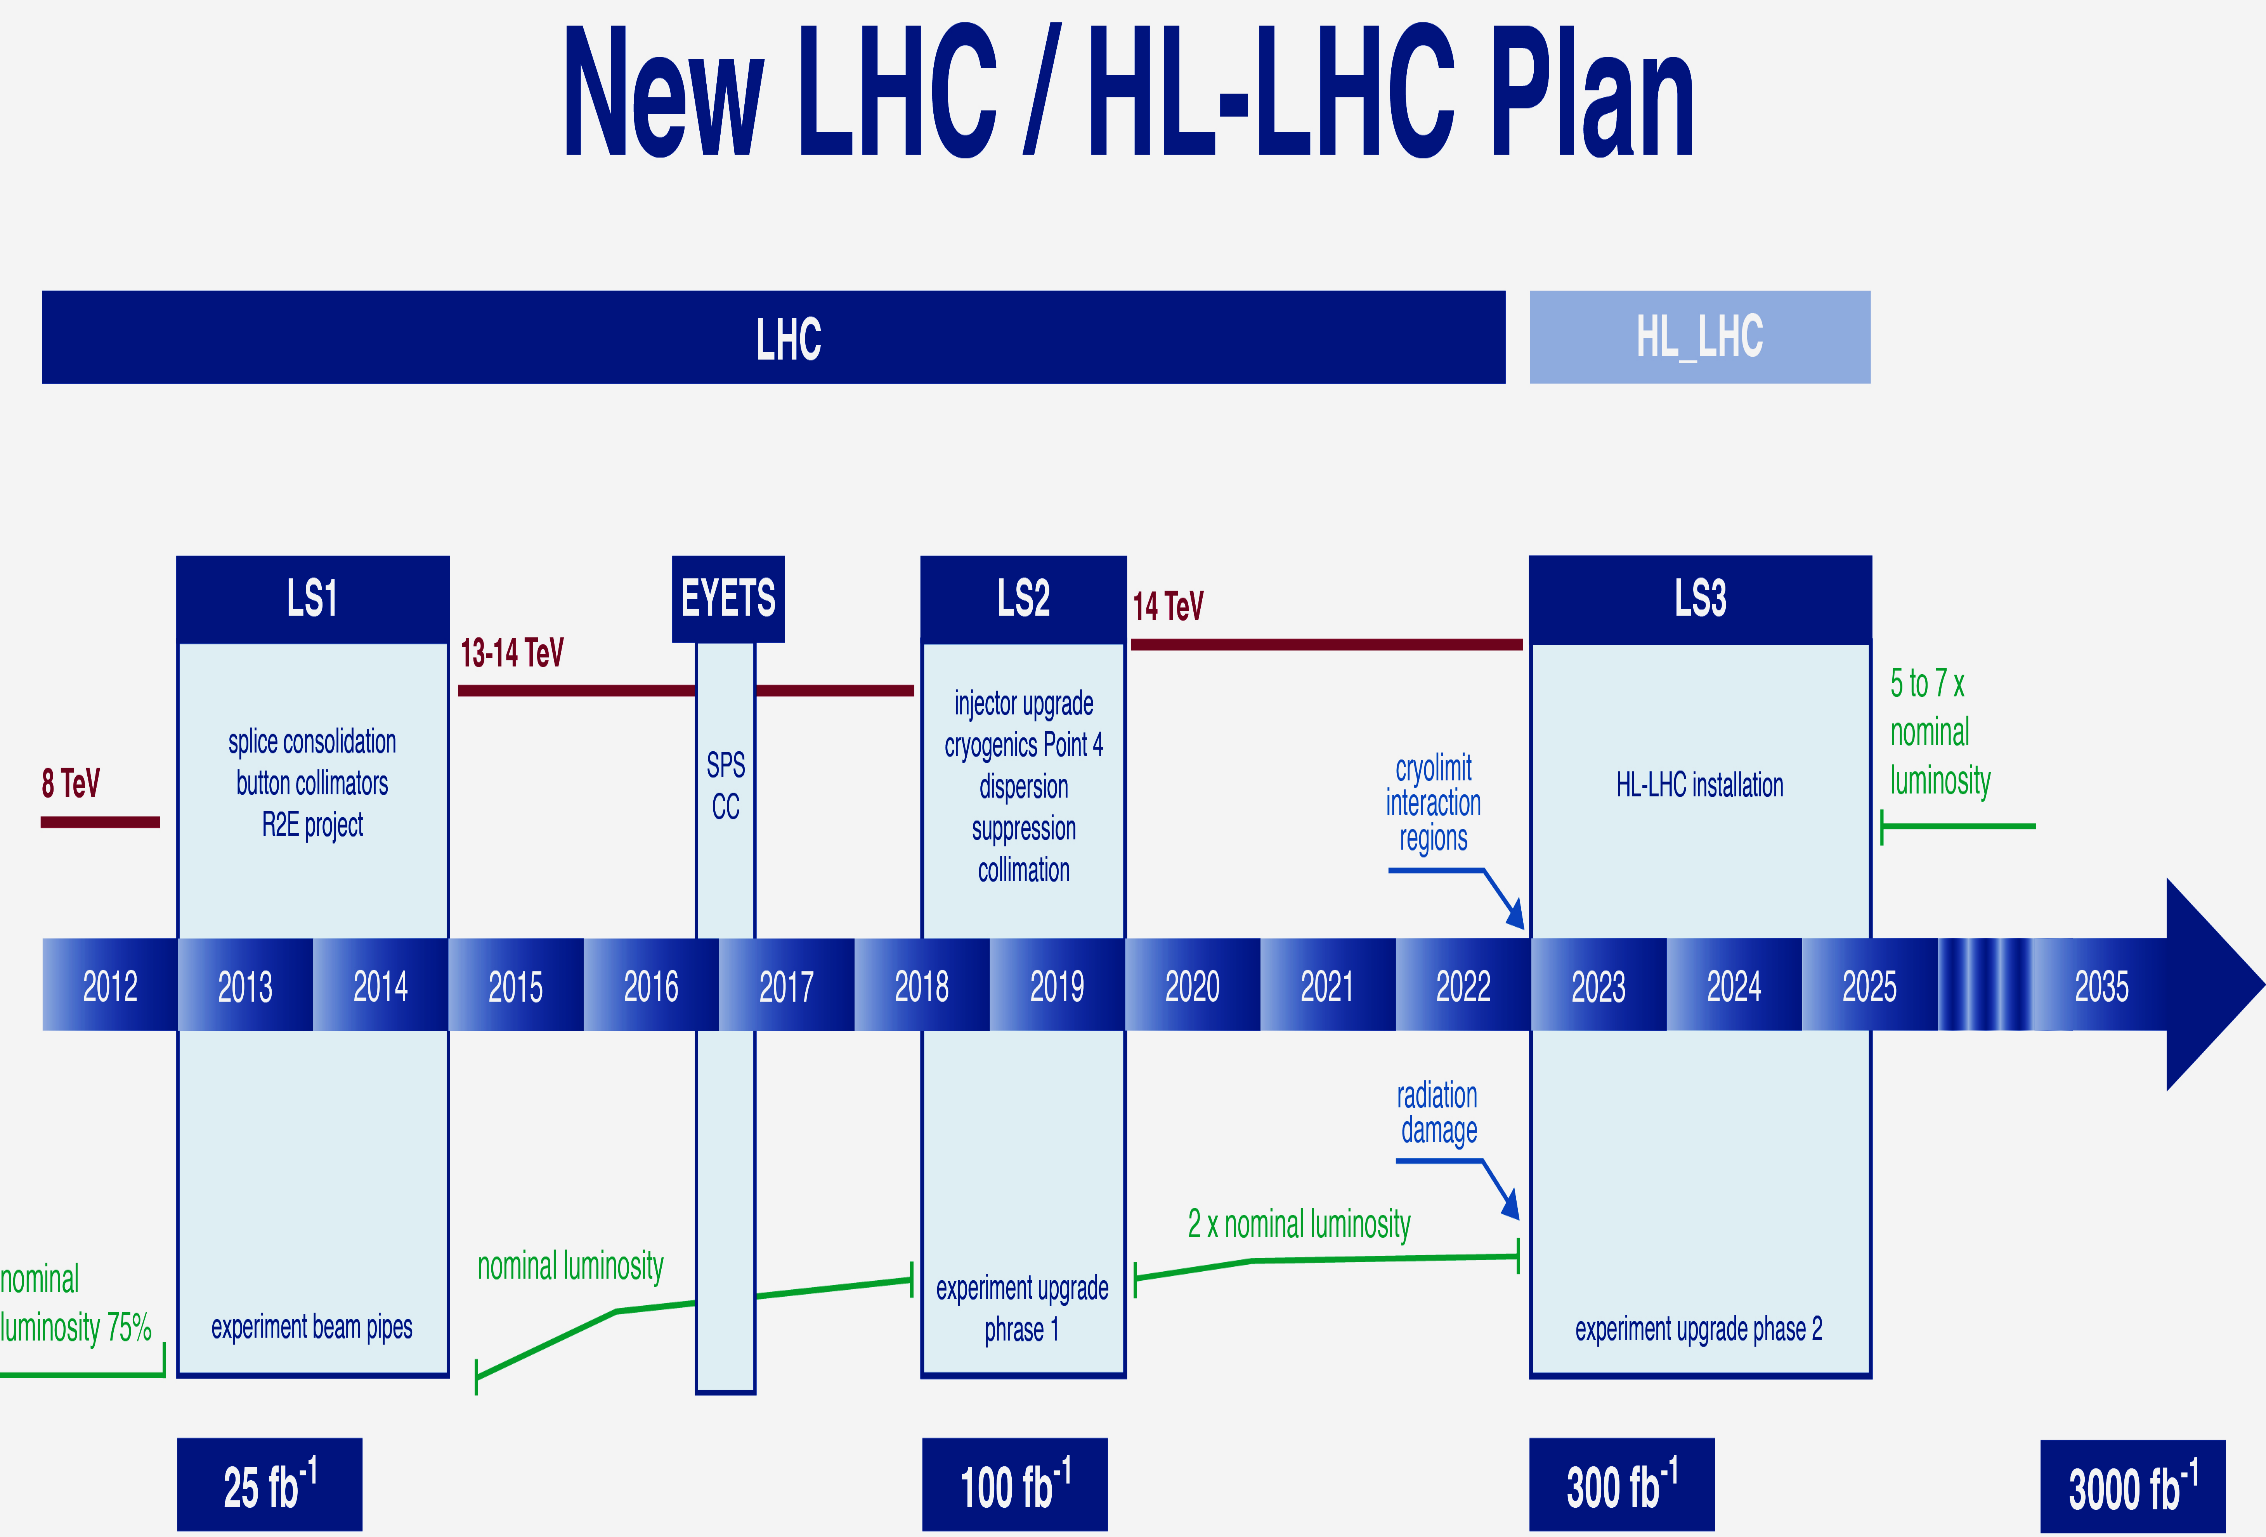 New LHC / HL-LHC Plan
LHC
HL_LHC
LS1
EYETS
LS2
LS3
14 TeV
13-14 TeV
8 TeV
splice consolidation
button collimators
R2E project
SPS
CC
injector upgrade
cryogenics Point 4
dispersion
suppression
collimation
cryolimit
interaction
regions
HL-LHC installation
5 to 7 x
nominal
luminosity
2012
2013
2014
2015
2016
2017
2018
2019
2020
2021
2022
2023
2024
2025
2035
radiation
damage
nominal
luminosity 75%
experiment beam pipes
nominal luminosity
experiment upgrade
phrase 1
2 x nominal luminosity
experiment upgrade phase 2
25 fb-1
100 fb-1
300 fb-1
3000 fb-1